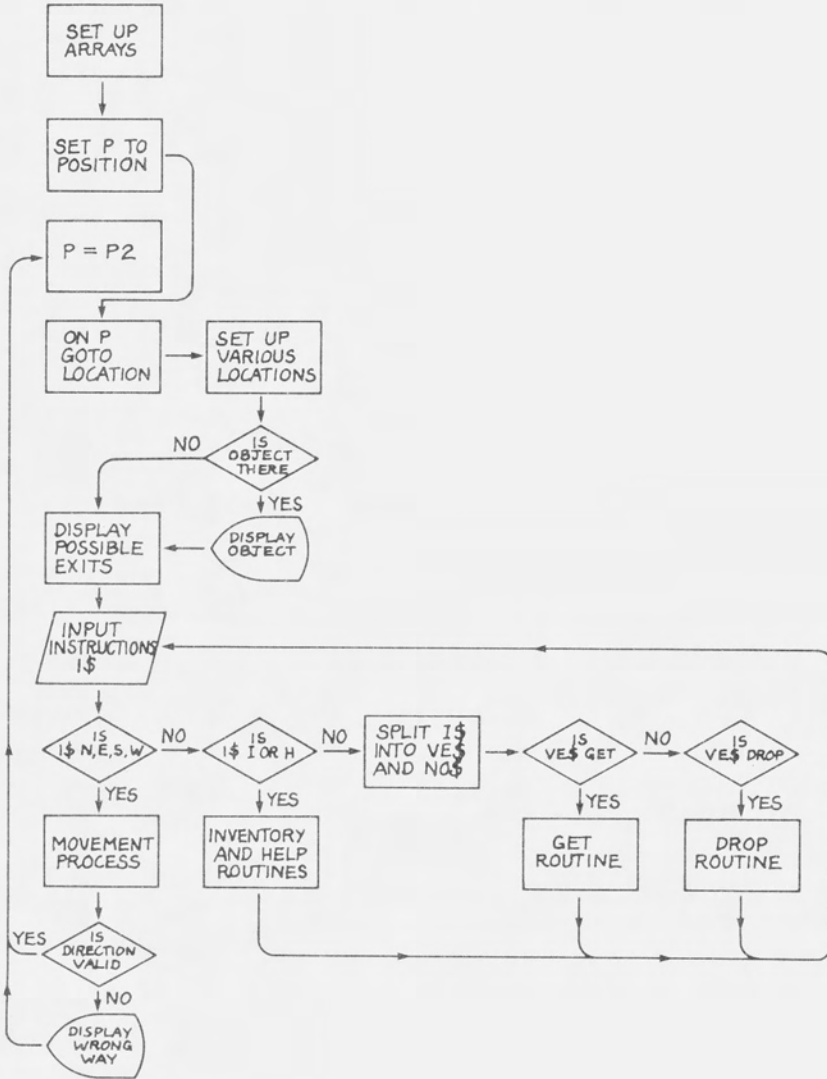 SET UP
ARRAYS
SET P TO
POSITION
P = P2
ON P
GOTO
LOCATION
SET UP
VARIOUS
LOCATIONS
IS
OBJECT
THERE
NO
YES
DISPLAY
OBJECT
DISPLAY
POSSIBLE
EXITS
INPUT
INSTRUCTIONS
I$
IS
I$ N,E,S,W
NO
IS
I$ I OR H
NO
SPLIT I$
INTO VE$
AND NO$
IS
VE$ GET
NO
IS
VE$ DROP
YES
YES
YES
YES
MOVEMENT
PROCESS
INVENTORY
AND HELP
ROUTINES
GET
ROUTINE
DROP
ROUTINE
YES
IS
DIRECTION
VALID
NO
DISPLAY
WRONG
WAY